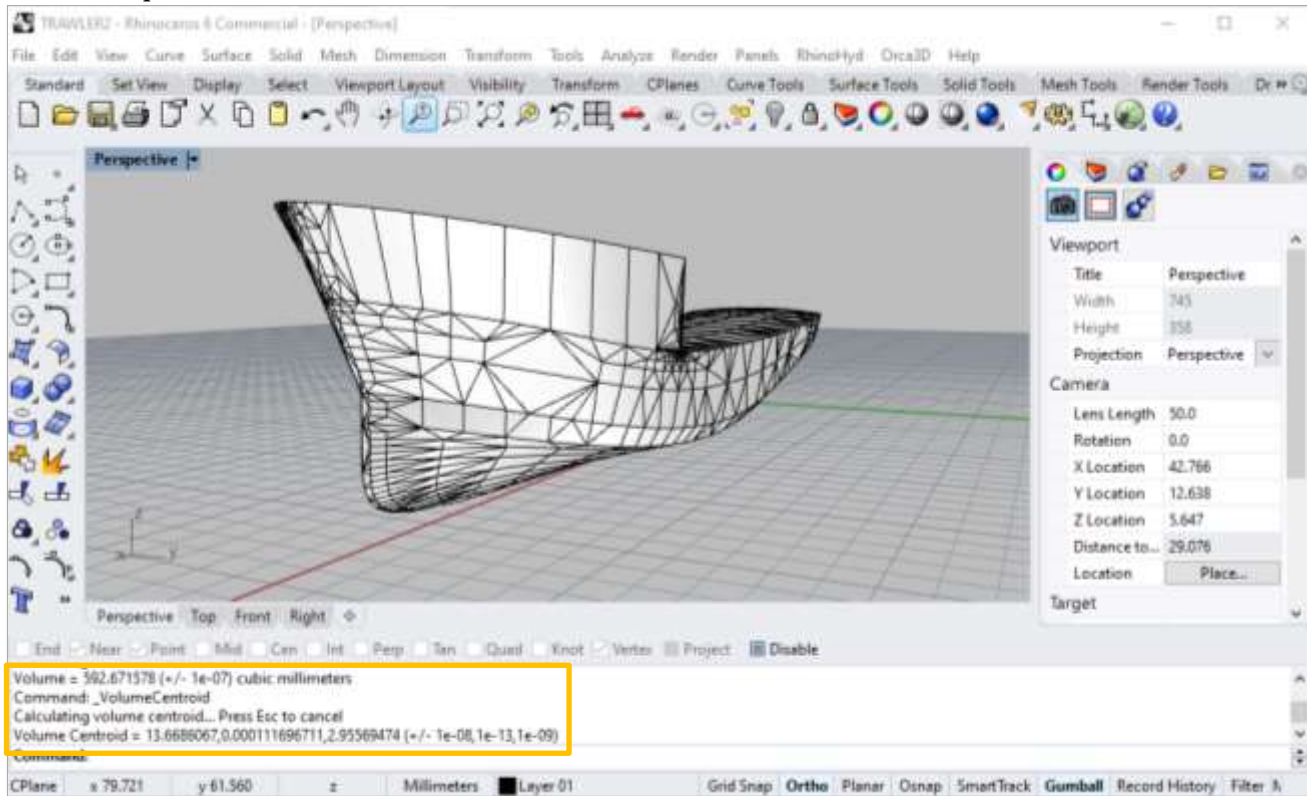 TRAWLER2 - Rhinoceros 6 Commercial - [Perspective]
File Edit View Curve Surface Solid Mesh Dimension Transform Tools Analyze Render Panels RhinoHyd Orca3D Help
Standard Set View Display Select Viewport Layout Visibility Transform CPlanes Curve Tools Surface Tools Solid Tools Mesh Tools Render Tools Dr
Perspective
Viewport
Title Perspective
Width 745
Height 358
Projection Perspective
Camera
Lens Length 50.0
Rotation 0.0
X Location 42.766
Y Location 12.638
Z Location 5.647
Distance to... 29.076
Location Place...
Target
z
x y
Perspective Top Front Right
End Near Point Mid Cen Int Perp Tan Quad Knot Vertex Project Disable
Volume = 592.671578 (+/- 1e-07) cubic millimeters
Command: _VolumeCentroid
Calculating volume centroid... Press Esc to cancel
Volume Centroid = 13.6686067,0.000111696711,2.95569474 (+/- 1e-08,1e-13,1e-09)
Command:
CPlane x 79.721 y 61.560 z Millimeters Layer 01 Grid Snap Ortho Planar Osnap SmartTrack Gumball Record History Filter